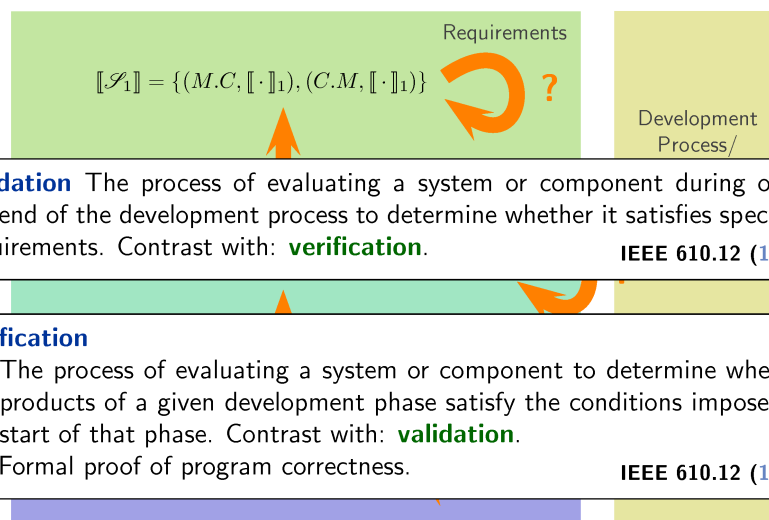 Requirements
⟦𝒮₁⟧ = {(M.C, ⟦·⟧₁), (C.M, ⟦·⟧₁)}
?
Development
Process/
dation The process of evaluating a system or component during o
end of the development process to determine whether it satisfies spec
uirements. Contrast with: verification.
IEEE 610.12 (1
fication
The process of evaluating a system or component to determine whe
products of a given development phase satisfy the conditions impose
start of that phase. Contrast with: validation.
Formal proof of program correctness.
IEEE 610.12 (1